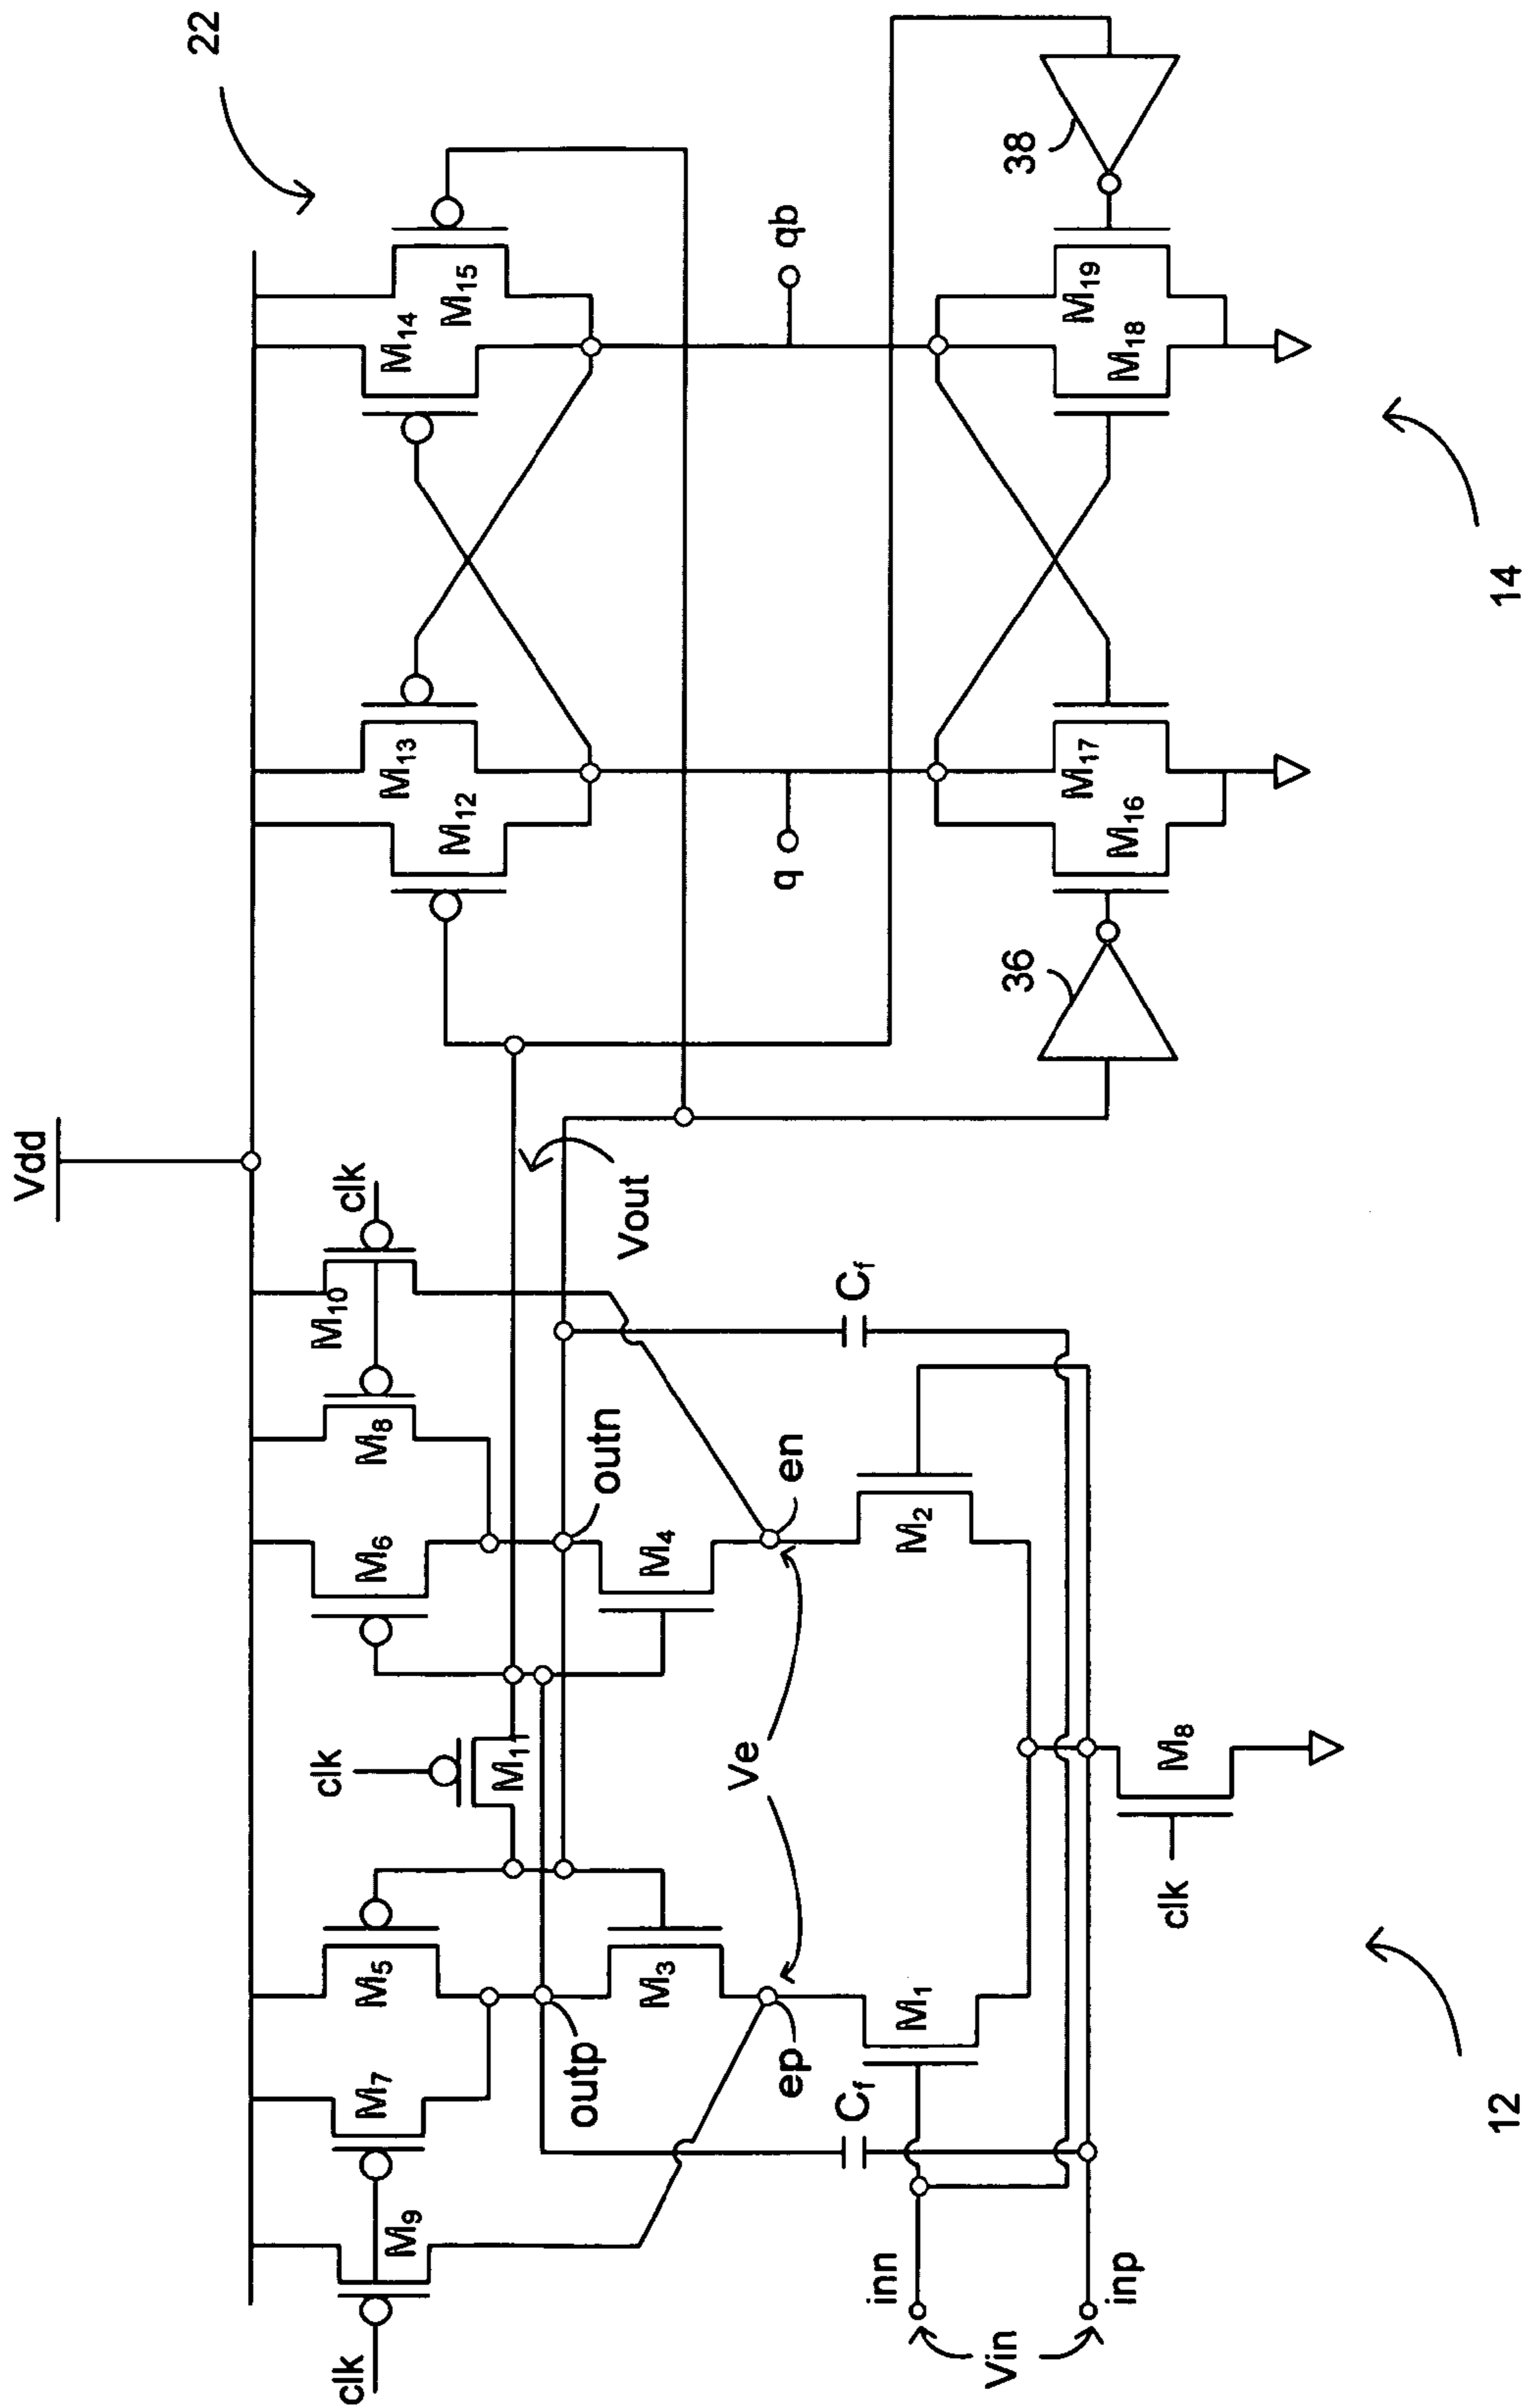 Vdd
22
clk
M9
M7
M5
clk
M11
M6
M8
M10
clk
M12
M13
M14
M15
outp
outn
Vout
M3
M4
ep
Ve
en
q
qb
Cf
Cf
inn
Vin
inp
M1
M2
clk
M8
36
38
M16
M17
M18
M19
12
14